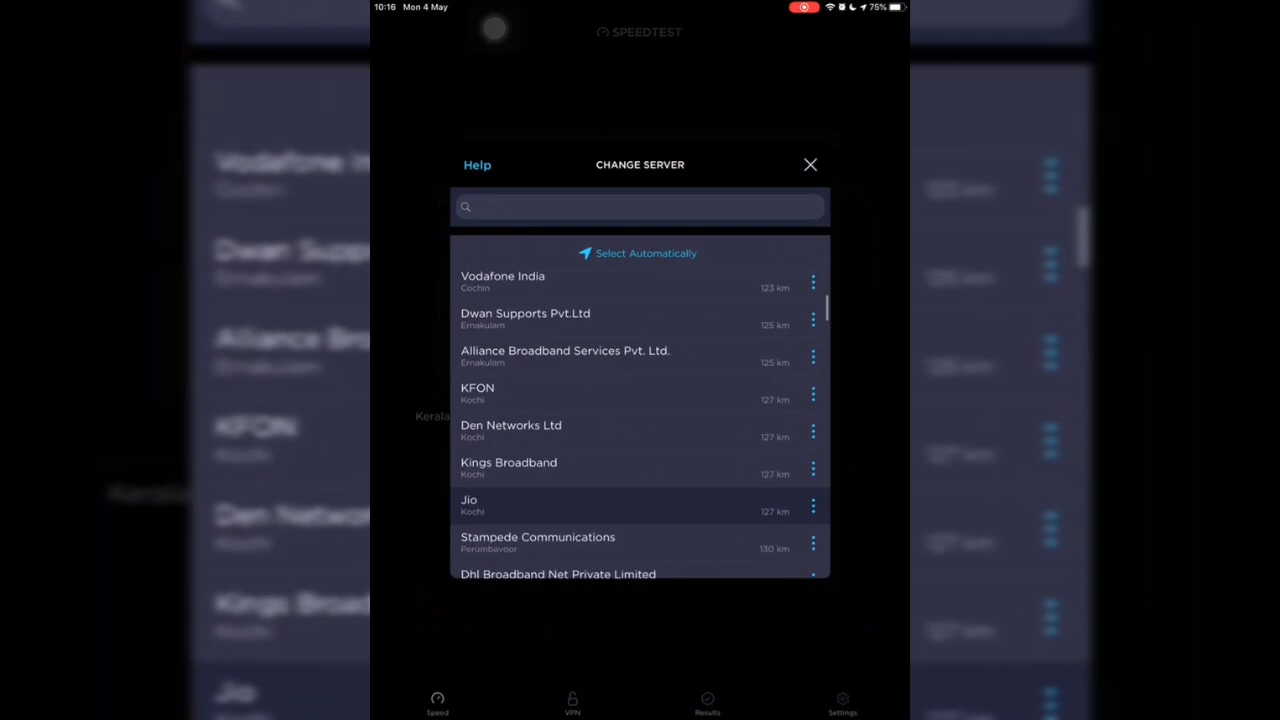 10:16 Mon 4 May
75%
SPEEDTEST
Help
CHANGE SERVER
Select Automatically
Vodafone India
Cochin
123 km
Dwan Supports Pvt.Ltd
Ernakulam
125 km
Alliance Broadband Services Pvt. Ltd.
Ernakulam
125 km
KFON
Kochi
127 km
Den Networks Ltd
Kochi
127 km
Kings Broadband
Kochi
127 km
Jio
Kochi
127 km
Stampede Communications
Perumbavoor
130 km
Dhl Broadband Net Private Limited
Kerala
Speed
VPN
Results
Settings